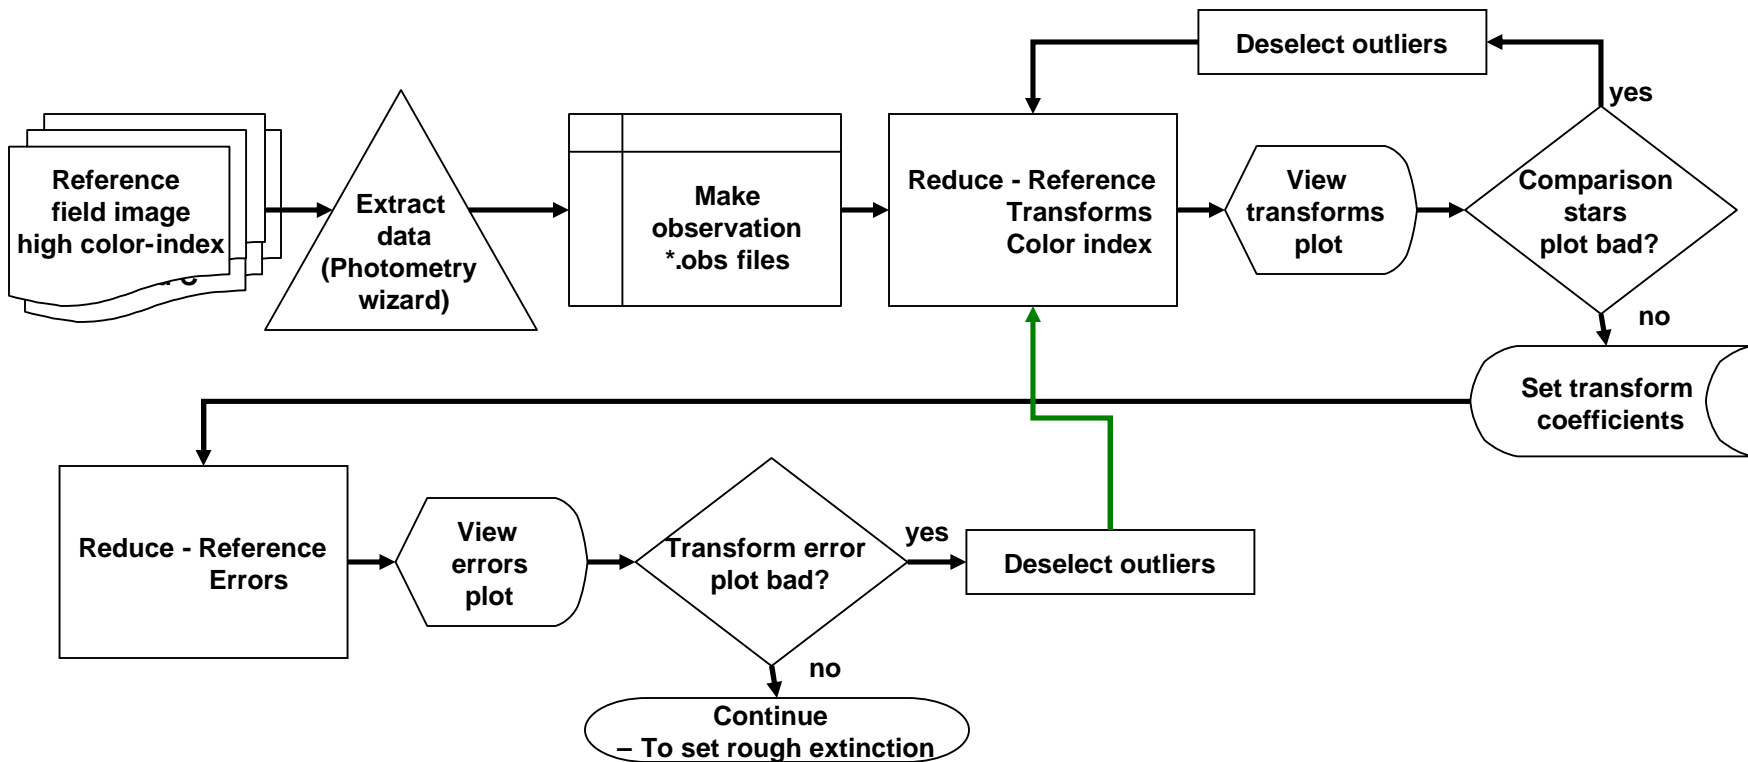 Deselect outliers
yes
Reference
field image
high color-index
Extract
data
(Photometry
wizard)
Make
observation
*.obs files
Reduce - Reference
Transforms
Color index
View
transforms
plot
Comparison
stars
plot bad?
no
Set transform
coefficients
Reduce - Reference
Errors
View
errors
plot
Transform error
plot bad?
yes
Deselect outliers
no
Continue
– To set rough extinction